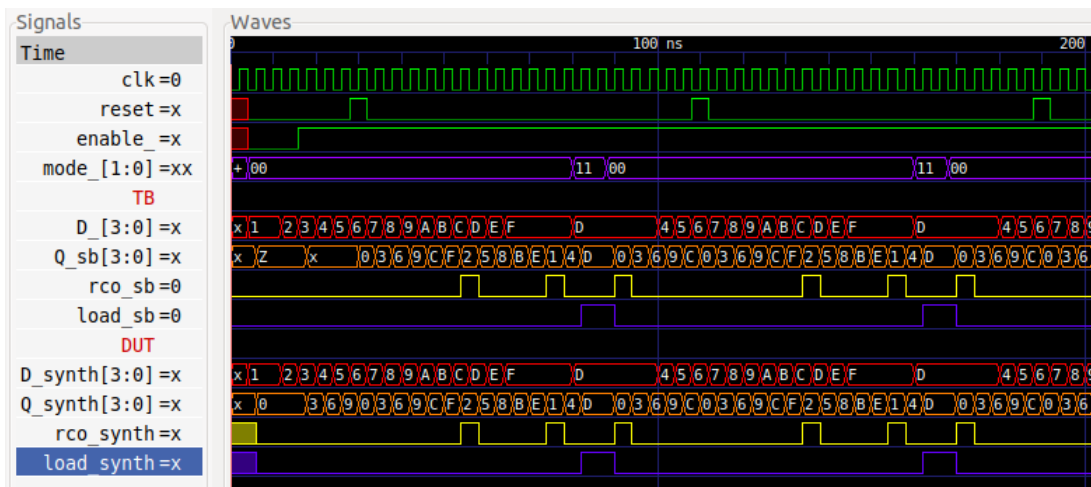 Signals Waves
Time 0 100 ns 200
clk=0
reset=x
enable_=x
mode_[1:0]=xx + 00 11 00 11 00
TB
D_[3:0]=x x 1 2 3 4 5 6 7 8 9 A B C D E F D 4 5 6 7 8 9 A B C D E F D 4 5 6 7 8
Q_sb[3:0]=x x Z x 0 3 6 9 C F 2 5 8 B E 1 4 D 0 3 6 9 C 0 3 6 9 C F 2 5 8 B E 1 4 D 0 3 6 9 C 0 3 6
rco_sb=0
load_sb=0
DUT
D_synth[3:0]=x x 1 2 3 4 5 6 7 8 9 A B C D E F D 4 5 6 7 8 9 A B C D E F D 4 5 6 7 8
Q_synth[3:0]=x x 0 3 6 9 0 3 6 9 C F 2 5 8 B E 1 4 D 0 3 6 9 C 0 3 6 9 C F 2 5 8 B E 1 4 D 0 3 6 9 C 0 3 6
rco_synth=x
load_synth=x